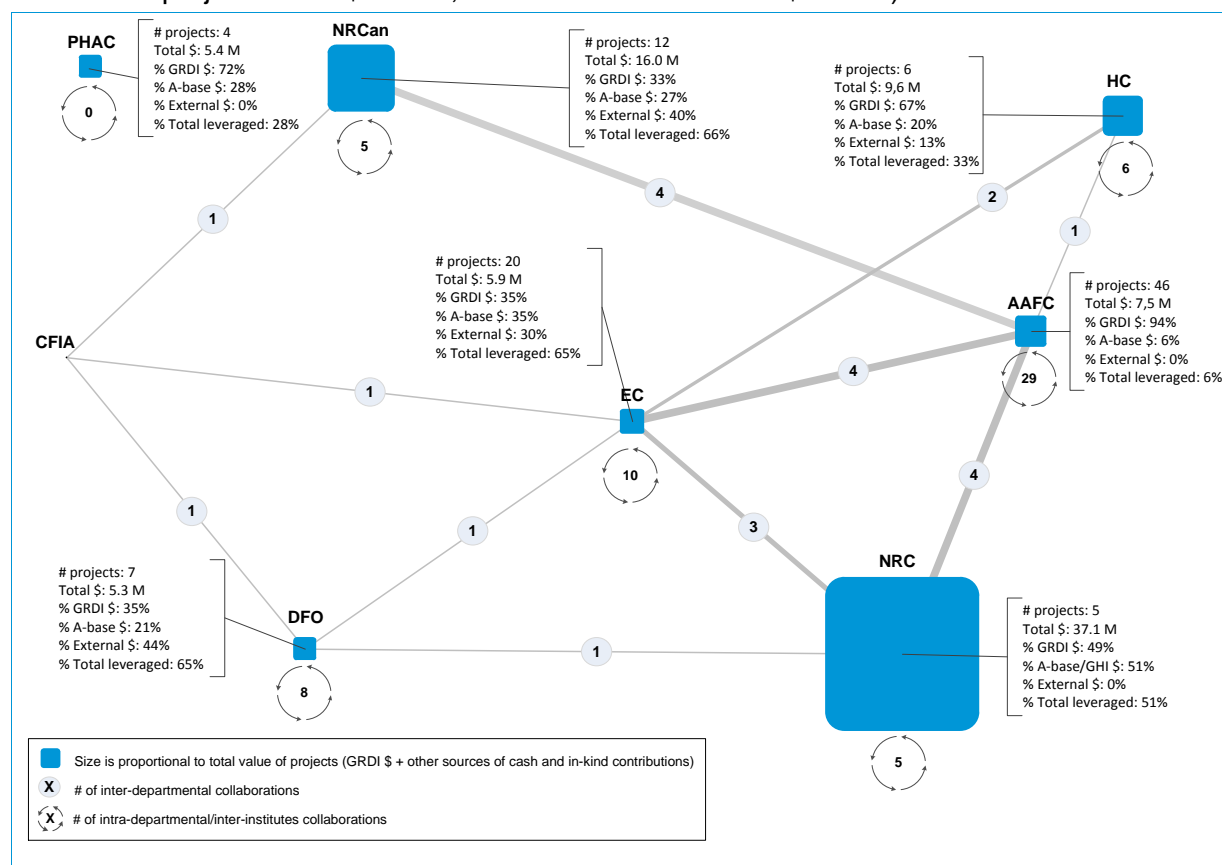 PHAC
# projects: 4
Total $: 5.4 M
% GRDI $: 72%
% A-base $: 28%
% External $: 0%
% Total leveraged: 28%
0
NRCan
# projects: 12
Total $: 16.0 M
% GRDI $: 33%
% A-base $: 27%
% External $: 40%
% Total leveraged: 66%
5
# projects: 6
Total $: 9,6 M
% GRDI $: 67%
% A-base $: 20%
% External $: 13%
% Total leveraged: 33%
HC
6
1
4
2
1
# projects: 20
Total $: 5.9 M
% GRDI $: 35%
% A-base $: 35%
% External $: 30%
% Total leveraged: 65%
AAFC
# projects: 46
Total $: 7,5 M
% GRDI $: 94%
% A-base $: 6%
% External $: 0%
% Total leveraged: 6%
29
CFIA
1
4
EC
10
4
1
1
3
# projects: 7
Total $: 5.3 M
% GRDI $: 35%
% A-base $: 21%
% External $: 44%
% Total leveraged: 65%
DFO
8
1
NRC
# projects: 5
Total $: 37.1 M
% GRDI $: 49%
% A-base/GHI $: 51%
% External $: 0%
% Total leveraged: 51%
5
Size is proportional to total value of projects (GRDI $ + other sources of cash and in-kind contributions)
X # of inter-departmental collaborations
X # of intra-departmental/inter-institutes collaborations